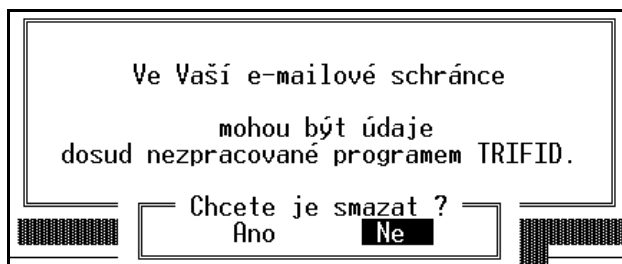 Ve Vaší e-mailové schránce
mohou být údaje
dosud nezpracované programem TRIFID.
Chcete je smazat ?
Ano Ne